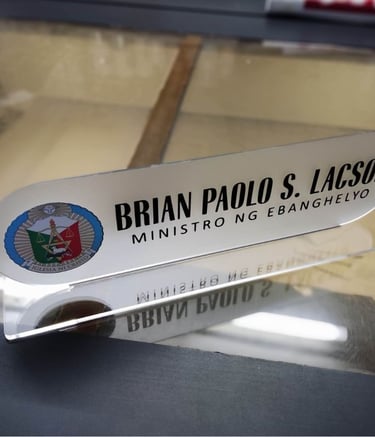 BRIAN PAOLO S. LACSO
MINISTRO NG EBANGHELYO